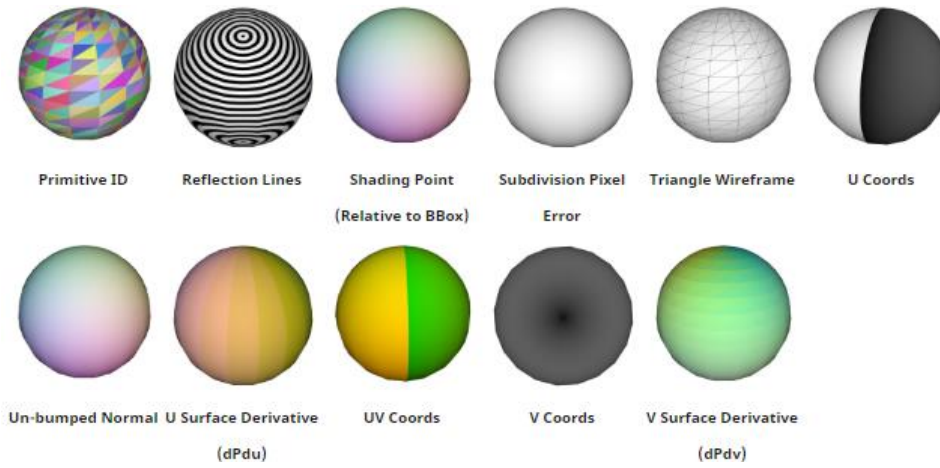 Primitive ID
Reflection Lines
Shading Point
(Relative to BBox)
Subdivision Pixel
Error
Triangle Wireframe
U Coords
Un-bumped Normal
U Surface Derivative
(dPdu)
UV Coords
V Coords
V Surface Derivative
(dPdv)